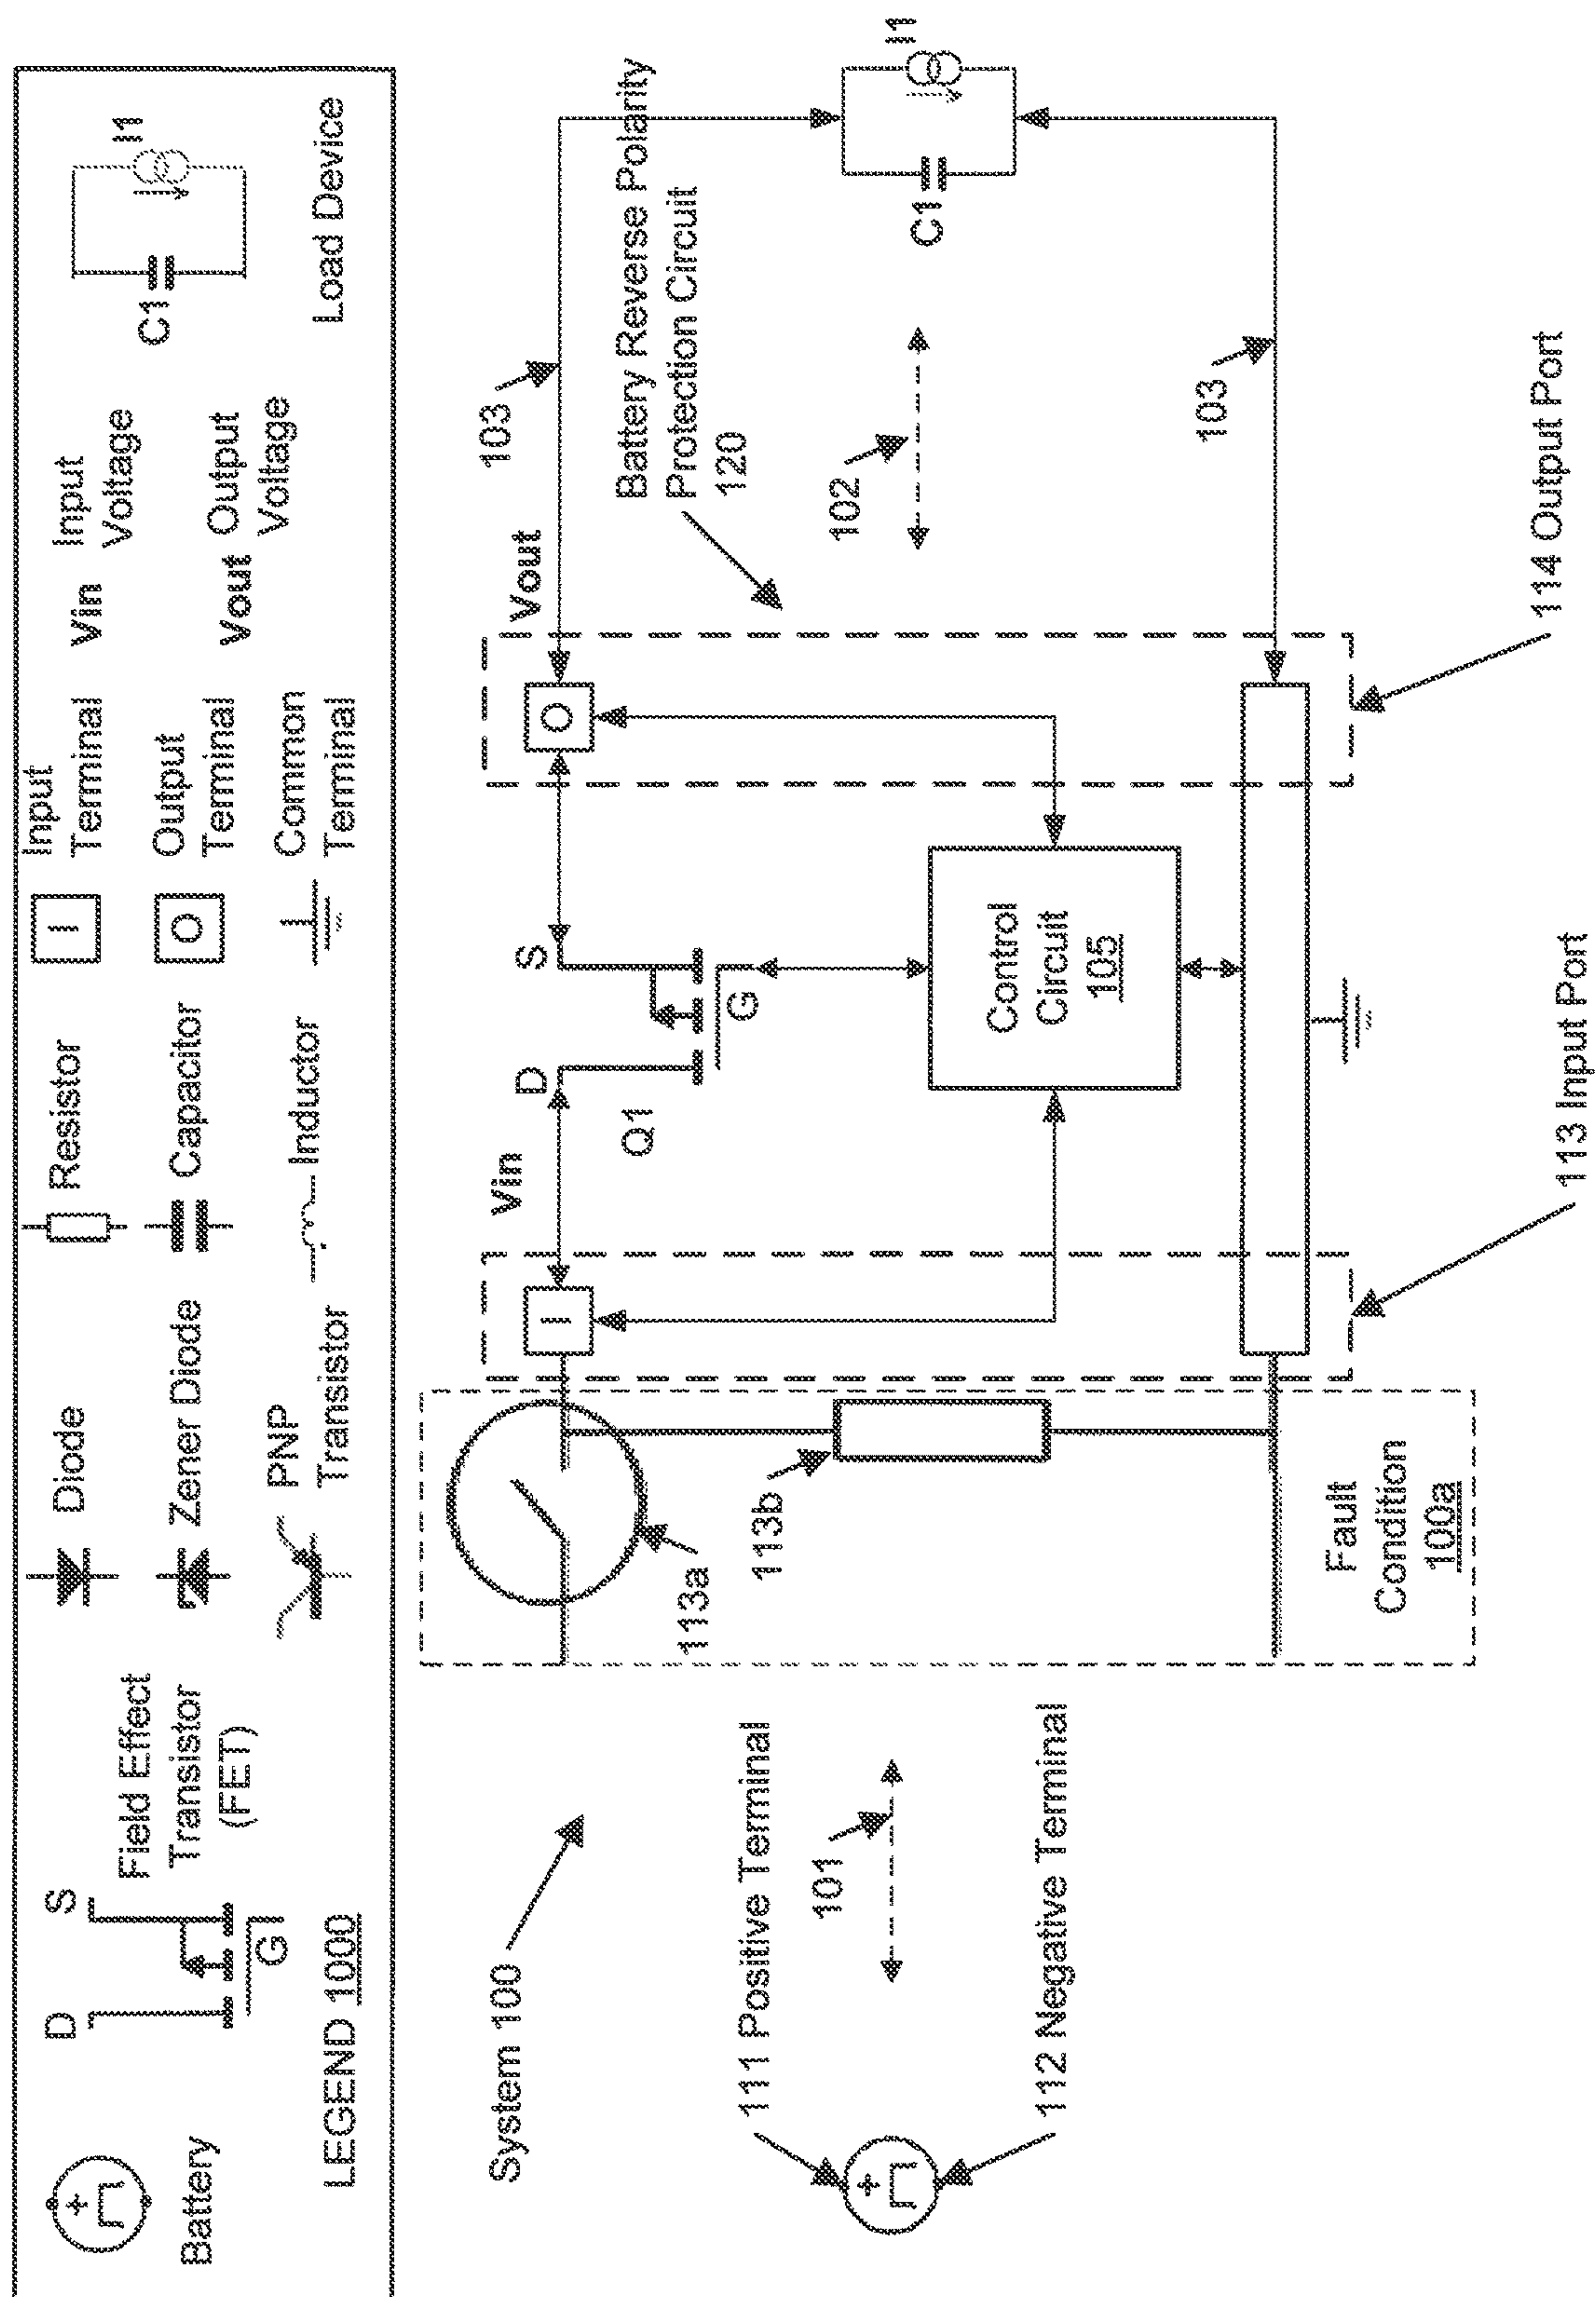 Battery
D
S
G
Field Effect
Transistor
(FET)
LEGEND 1000
Diode
Zener Diode
PNP
Transistor
Resistor
Capacitor
Inductor
I
Input
Terminal
O
Output
Terminal
Common
Terminal
Vin
Input
Voltage
Vout
Output
Voltage
C1
I1
Load Device
System 100
111 Positive Terminal
101
112 Negative Terminal
113a
113b
Fault
Condition
100a
I
Vin
D
S
Q1
G
Control
Circuit
105
O
Vout
103
Battery Reverse Polarity
Protection Circuit
120
102
C1
I1
103
113 Input Port
114 Output Port